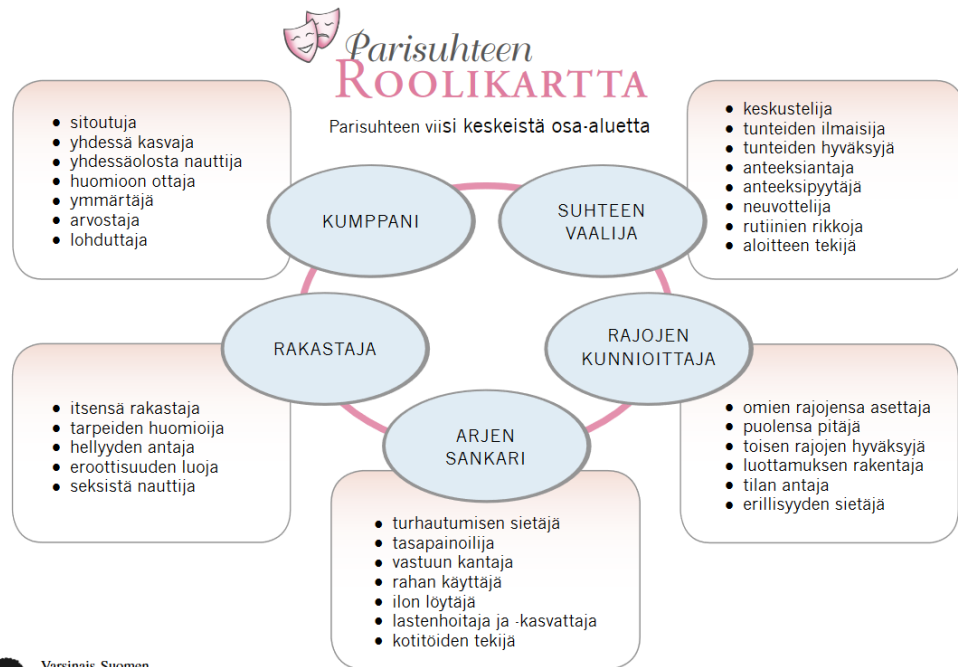 Parisuhteen
ROOLIKARTTA
Parisuhteen viisi keskeistä osa-aluetta
KUMPPANI
• sitoutuja
• yhdessä kasvaja
• yhdessäolosta nauttija
• huomioon ottaja
• ymmärtäjä
• arvostaja
• lohduttaja
SUHTEEN
VAALIJA
• keskustelija
• tunteiden ilmaisija
• tunteiden hyväksyjä
• anteeksiantaja
• anteeksipyytäjä
• neuvottelija
• rutiinien rikkoja
• aloitteen tekijä
RAKASTAJA
• itsensä rakastaja
• tarpeiden huomioija
• hellyyden antaja
• eroottisuuden luoja
• seksistä nauttija
RAJOJEN
KUNNIOITTAJA
• omien rajojensa asettaja
• puolensa pitäjä
• toisen rajojen hyväksyjä
• luottamuksen rakentaja
• tilan antaja
• erillisyyden sietäjä
ARJEN
SANKARI
• turhautumisen sietäjä
• tasapainoilija
• vastuun kantaja
• rahan käyttäjä
• ilon löytäjä
• lastenhoitaja ja -kasvattaja
• kotitöiden tekijä
Varsinais-Suomen